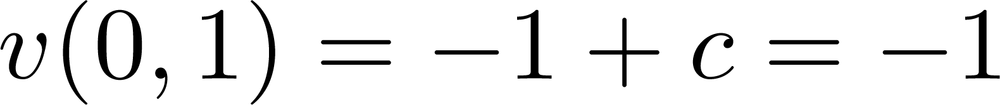 v(0, 1) = −1 + c = −1